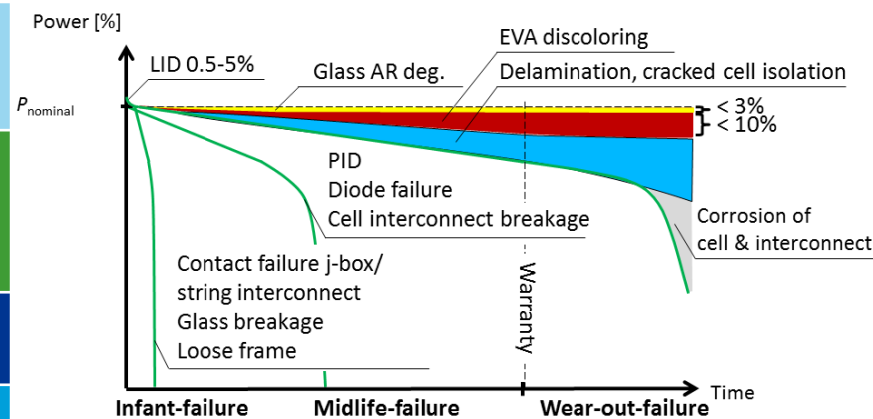 Power [%]
LID 0.5-5%
EVA discoloring
Glass AR deg.
Delamination, cracked cell isolation
Pnominal
< 3%
< 10%
PID
Diode failure
Cell interconnect breakage
Corrosion of
cell & interconnect
Contact failure j-box/
string interconnect
Glass breakage
Loose frame
Warranty
Time
Infant-failure
Midlife-failure
Wear-out-failure